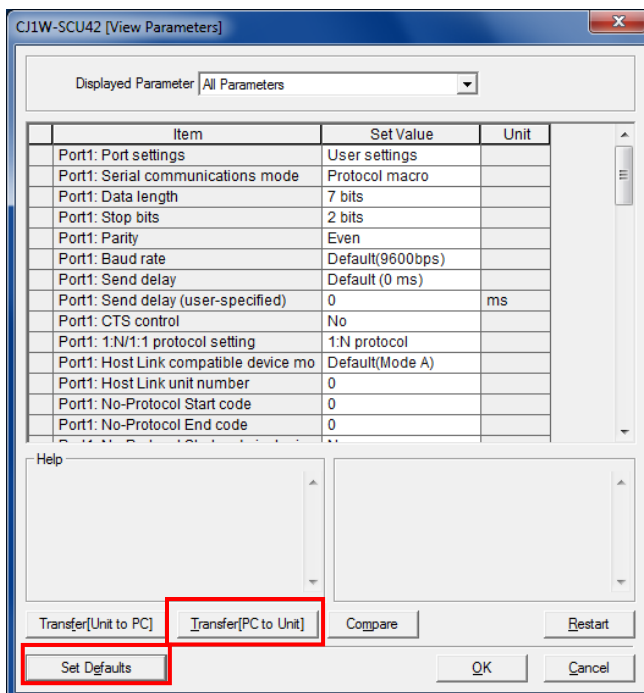 CJ1W-SCU42 [View Parameters]
Displayed Parameter All Parameters
Item Set Value Unit
Port1: Port settings User settings
Port1: Serial communications mode Protocol macro
Port1: Data length 7 bits
Port1: Stop bits 2 bits
Port1: Parity Even
Port1: Baud rate Default(9600bps)
Port1: Send delay Default (0 ms)
Port1: Send delay (user-specified) 0 ms
Port1: CTS control No
Port1: 1:N/1:1 protocol setting 1:N protocol
Port1: Host Link compatible device mo Default(Mode A)
Port1: Host Link unit number 0
Port1: No-Protocol Start code 0
Port1: No-Protocol End code 0
Help
Transfer[Unit to PC] Transfer[PC to Unit] Compare Restart
Set Defaults OK Cancel